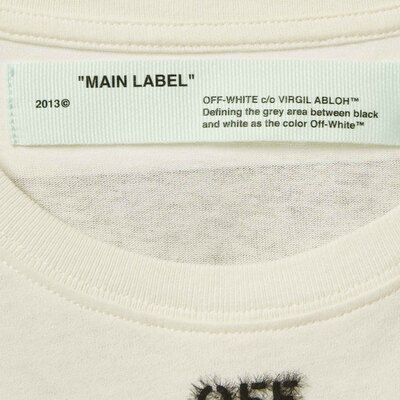 "MAIN LABEL"
2013©
OFF-WHITE c/o VIRGIL ABLOH™
Defining the grey area between black
and white as the color Off-White™
OFF